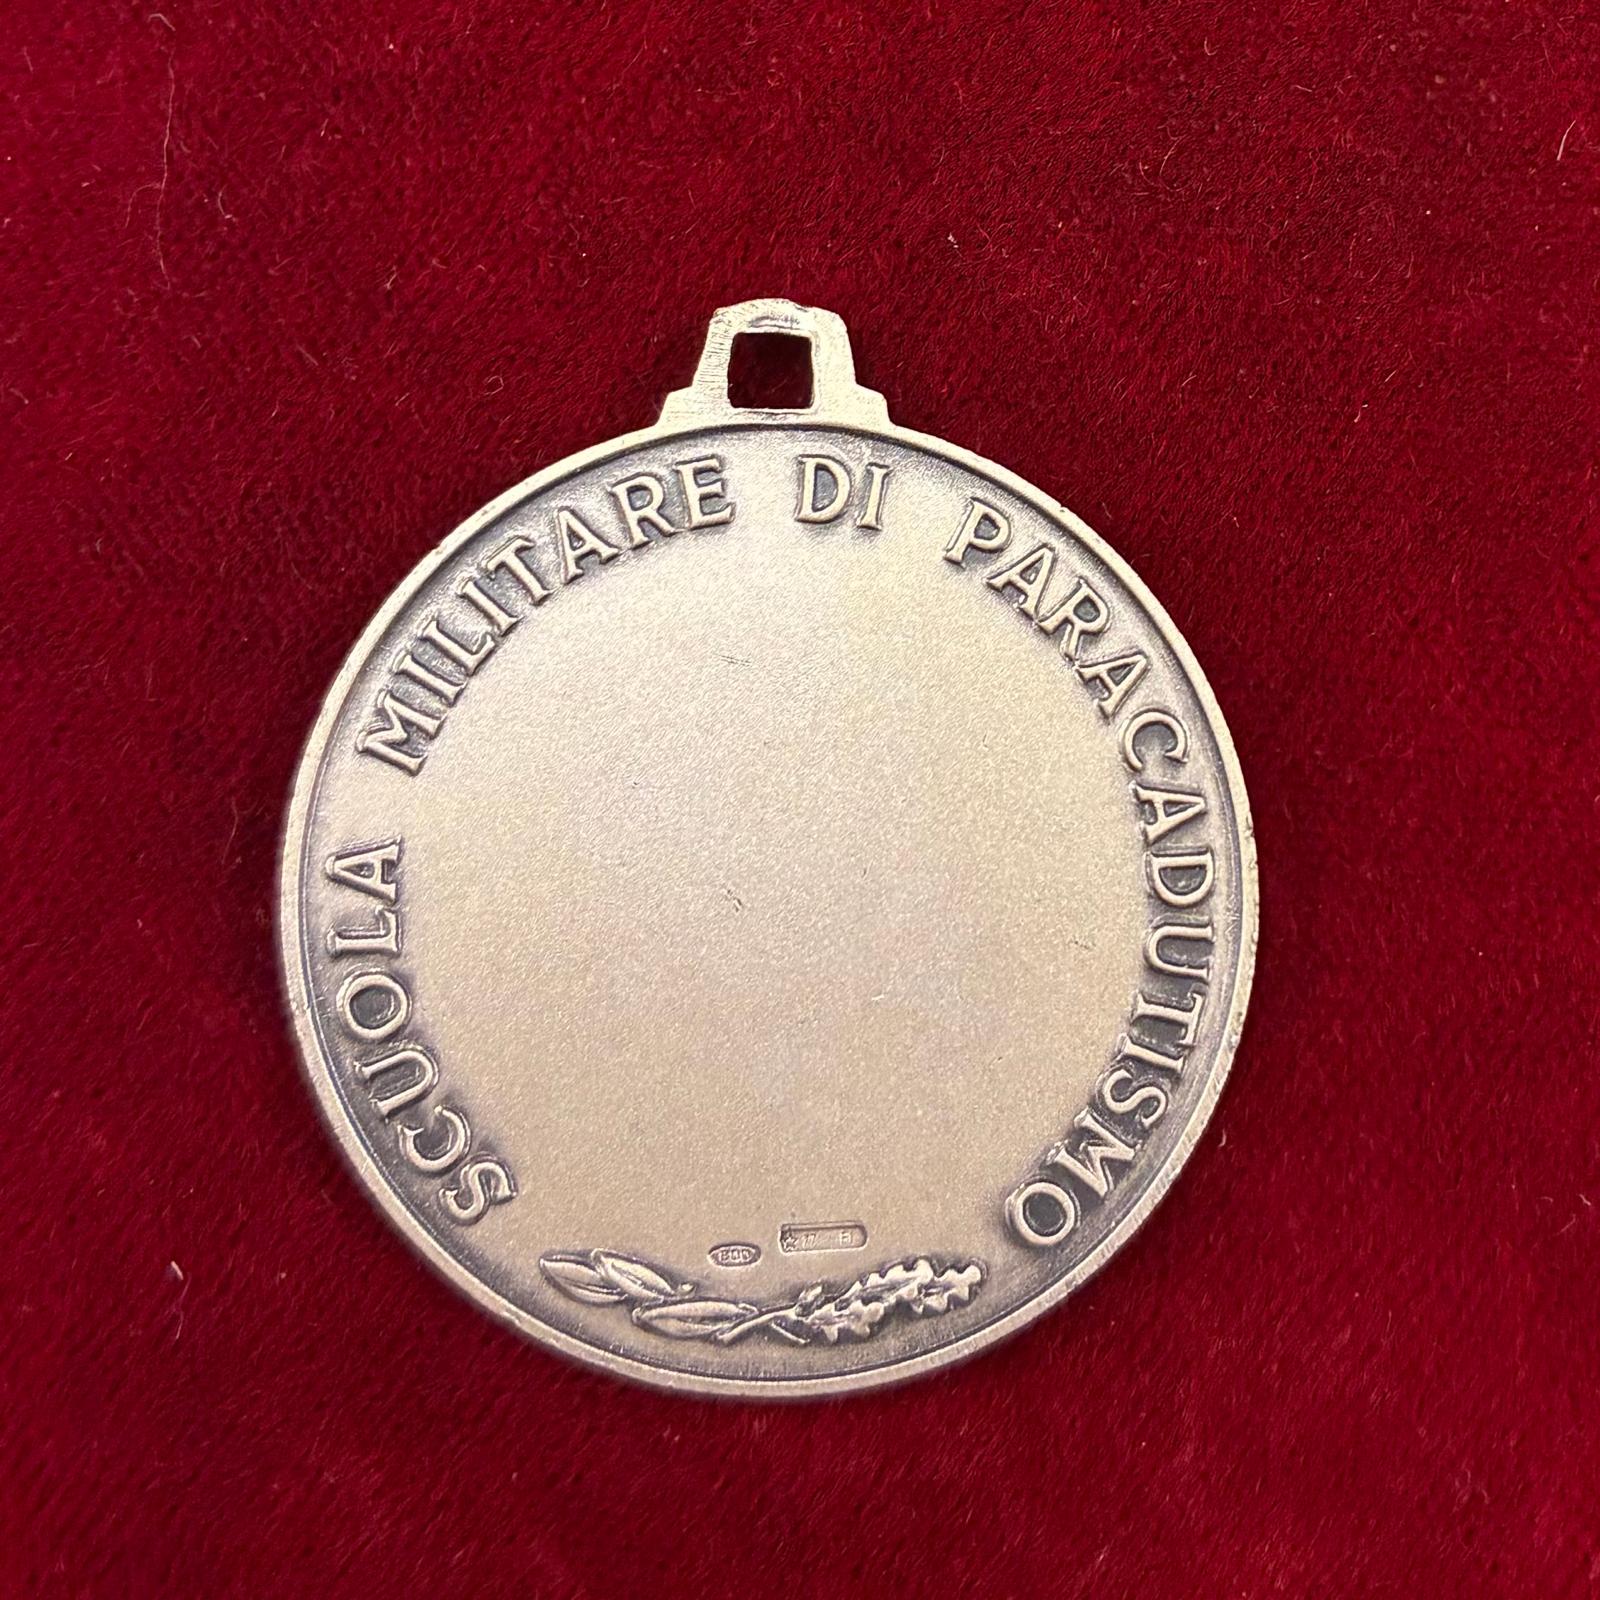 SCUOLA MILITARE DI PARACADUTISMO
800